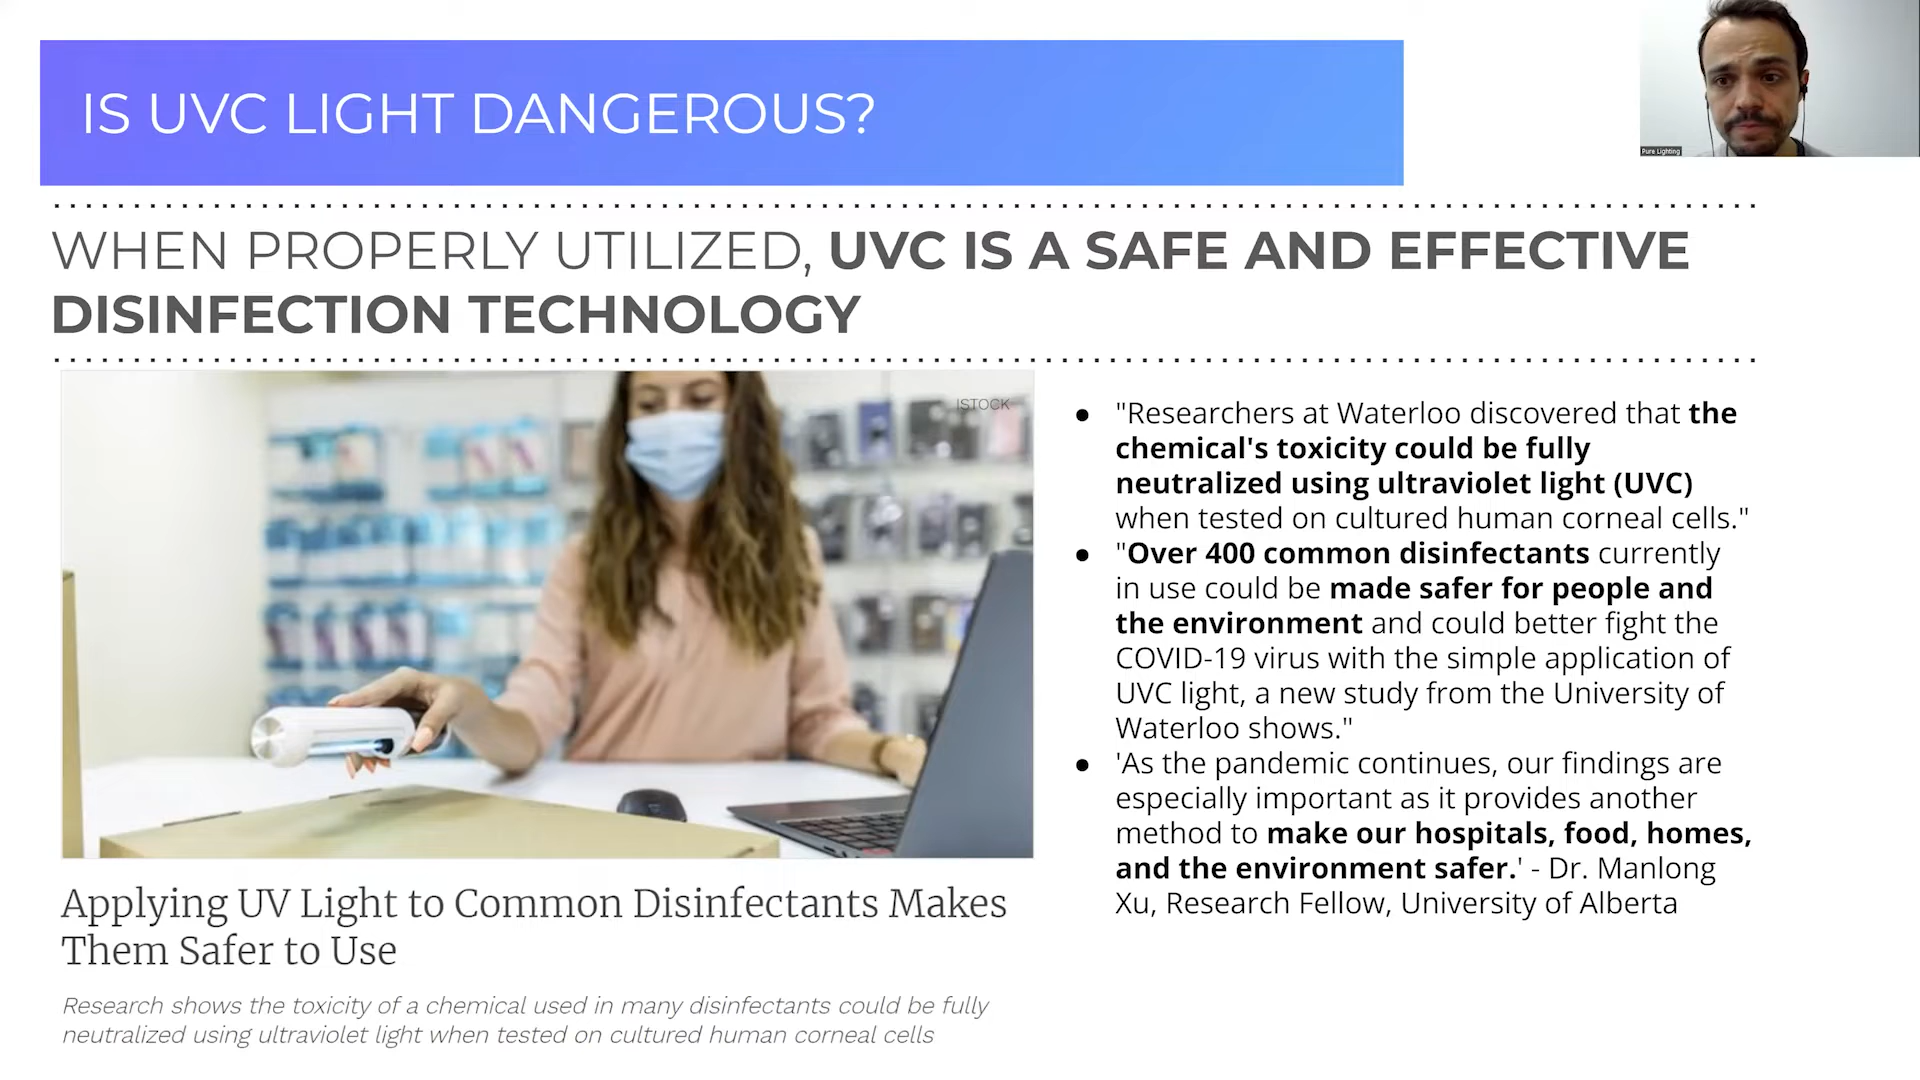 IS UVC LIGHT DANGEROUS?
Pure Lighting
WHEN PROPERLY UTILIZED, UVC IS A SAFE AND EFFECTIVE
DISINFECTION TECHNOLOGY
ISTOCK
Applying UV Light to Common Disinfectants Makes
Them Safer to Use
Research shows the toxicity of a chemical used in many disinfectants could be fully
neutralized using ultraviolet light when tested on cultured human corneal cells
● "Researchers at Waterloo discovered that the
chemical's toxicity could be fully
neutralized using ultraviolet light (UVC)
when tested on cultured human corneal cells."
● "Over 400 common disinfectants currently
in use could be made safer for people and
the environment and could better fight the
COVID-19 virus with the simple application of
UVC light, a new study from the University of
Waterloo shows."
● 'As the pandemic continues, our findings are
especially important as it provides another
method to make our hospitals, food, homes,
and the environment safer.' - Dr. Manlong
Xu, Research Fellow, University of Alberta